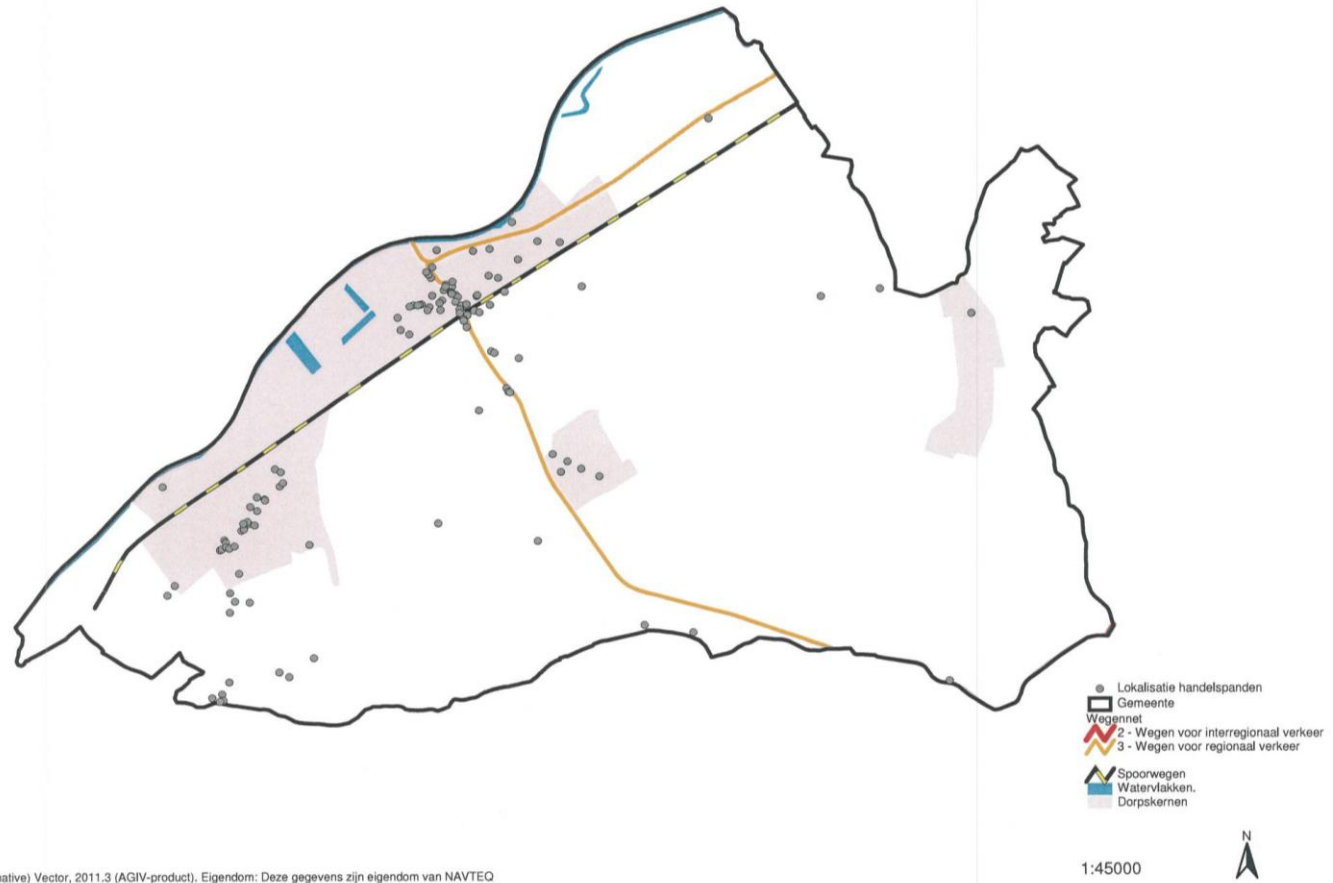 Lokalisatie handelspanden
Gemeente
Wegennet
2 - Wegen voor interregionaal verkeer
3 - Wegen voor regionaal verkeer
Spoorwegen
Watervlakken.
Dorpskernen
N
1:45000
Vector, 2011.3 (AGIV-product). Eigendom: Deze gegevens zijn eigendom van NAVTEQ